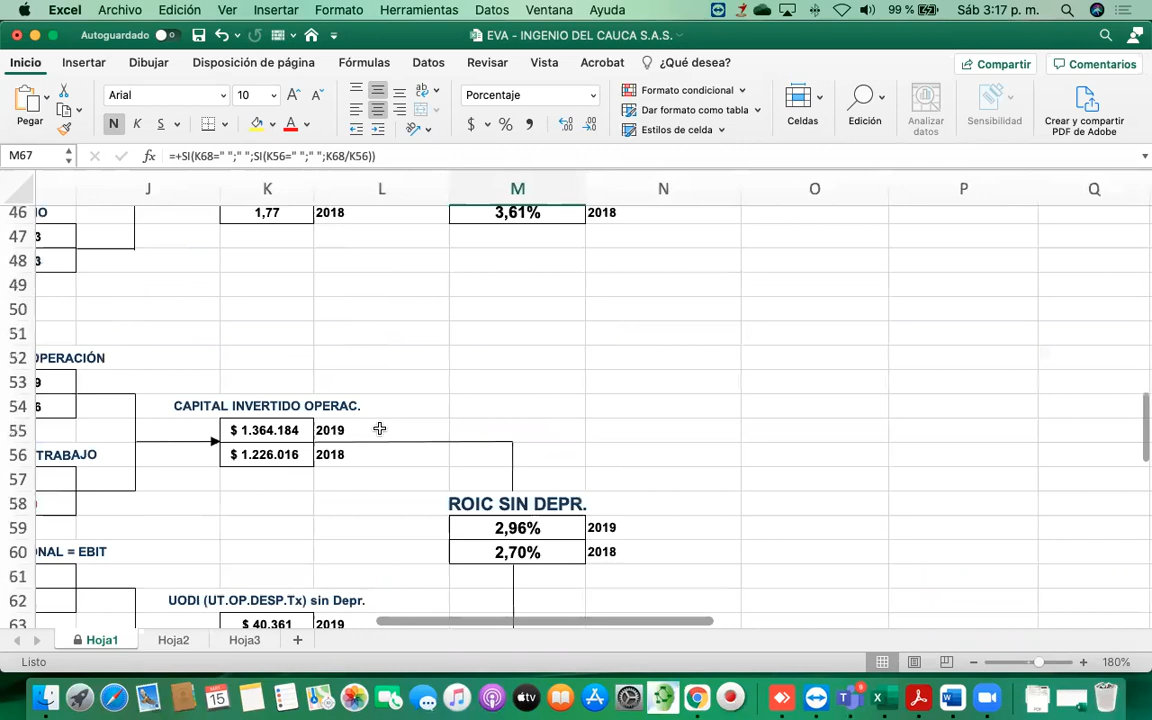 Excel Archivo Edición Ver Insertar Formato Herramientas Datos Ventana Ayuda 99 % Sáb 3:17 p. m.
Autoguardado EVA - INGENIO DEL CAUCA S.A.S.
Inicio Insertar Dibujar Disposición de página Fórmulas Datos Revisar Vista Acrobat ¿Qué desea? Compartir Comentarios
Pegar Arial 10 Porcentaje Formato condicional Dar formato como tabla Estilos de celda Celdas Edición Analizar datos Sensibilidad Crear y compartir PDF de Adobe
N K S A $ %
M67 fx =+SI(K68=" ";" ";SI(K56=" ";" ";K68/K56))
J K L M N O P Q
46 IO 1,77 2018 3,61% 2018
47 3
48 3
49
50
51
52 OPERACIÓN
53 9
54 6 CAPITAL INVERTIDO OPERAC.
55 $ 1.364.184 2019
56 TRABAJO $ 1.226.016 2018
57
58 ROIC SIN DEPR.
59 2,96% 2019
60 ONAL = EBIT 2,70% 2018
61
62 UODI (UT.OP.DESP.Tx) sin Depr.
63 $ 40.361 2019
Hoja1 Hoja2 Hoja3 +
Listo 180%